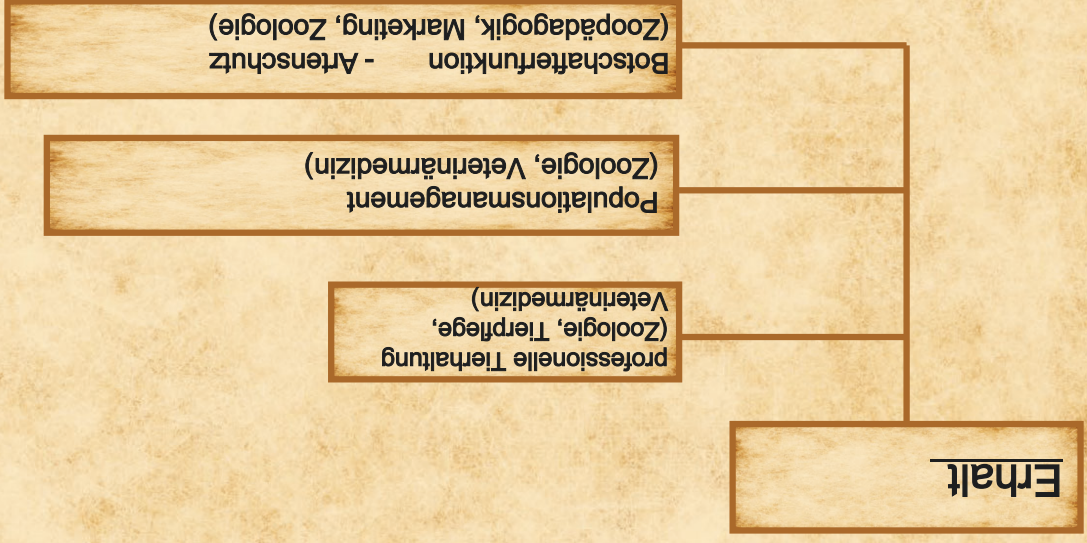 Erhalt
professionelle Tierhaltung
(Zoologie, Tierpflege,
Veterinärmedizin)
Populationsmanagement
(Zoologie, Veterinärmedizin)
Botschafterfunktion - Artenschutz
(Zoopädagogik, Marketing, Zoologie)